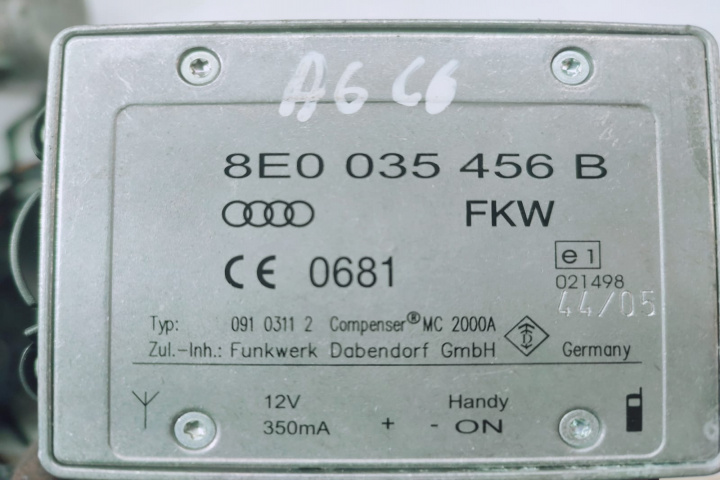 A6 C6
8E0 035 456 B
FKW
CE 0681
e1
021498
44/05
Typ: 091 0311 2 Compenser® MC 2000A
Zul.-Inh.: Funkwerk Dabendorf GmbH Germany
12V Handy
350mA + - ON